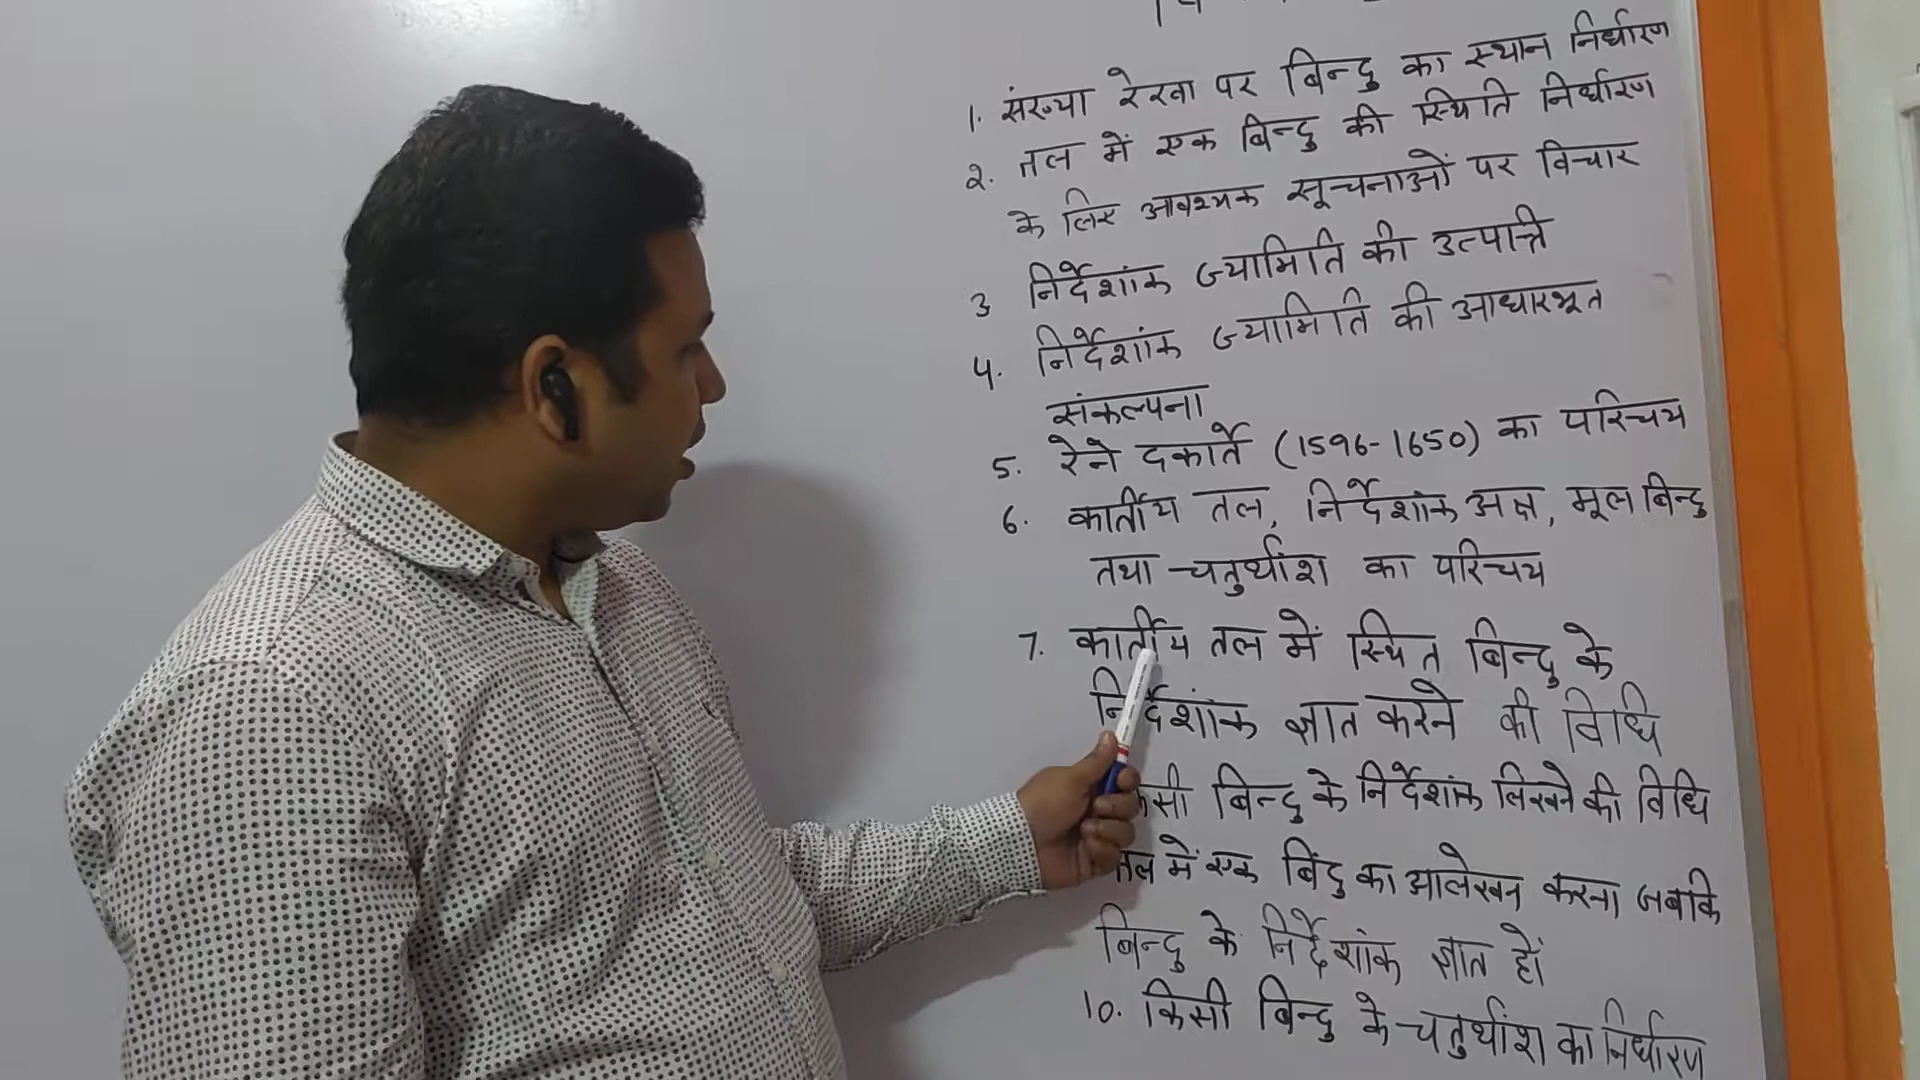 1. संख्या रेखा पर बिन्दु का स्थान निर्धारण
2. तल में एक बिन्दु की स्थिति निर्धारण
के लिए आवश्यक सूचनाओं पर विचार
3 निर्देशांक ज्यामिति की उत्पत्ति
4. निर्देशांक ज्यामिति की आधारभूत
संकल्पना
5. रेने दकार्ते (1596-1650) का परिचय
6. कार्तीय तल, निर्देशांक अक्ष, मूल बिन्दु
तथा चतुर्थांश का परिचय
7. कार्तीय तल में स्थित बिन्दु के
निर्देशांक ज्ञात करने की विधि
बिन्दु के निर्देशांक लिखने की विधि
में एक बिंदु का आलेखन करना जबकि
बिन्दु के निर्देशांक ज्ञात हों
10. किसी बिन्दु के चतुर्थांश का निर्धारण